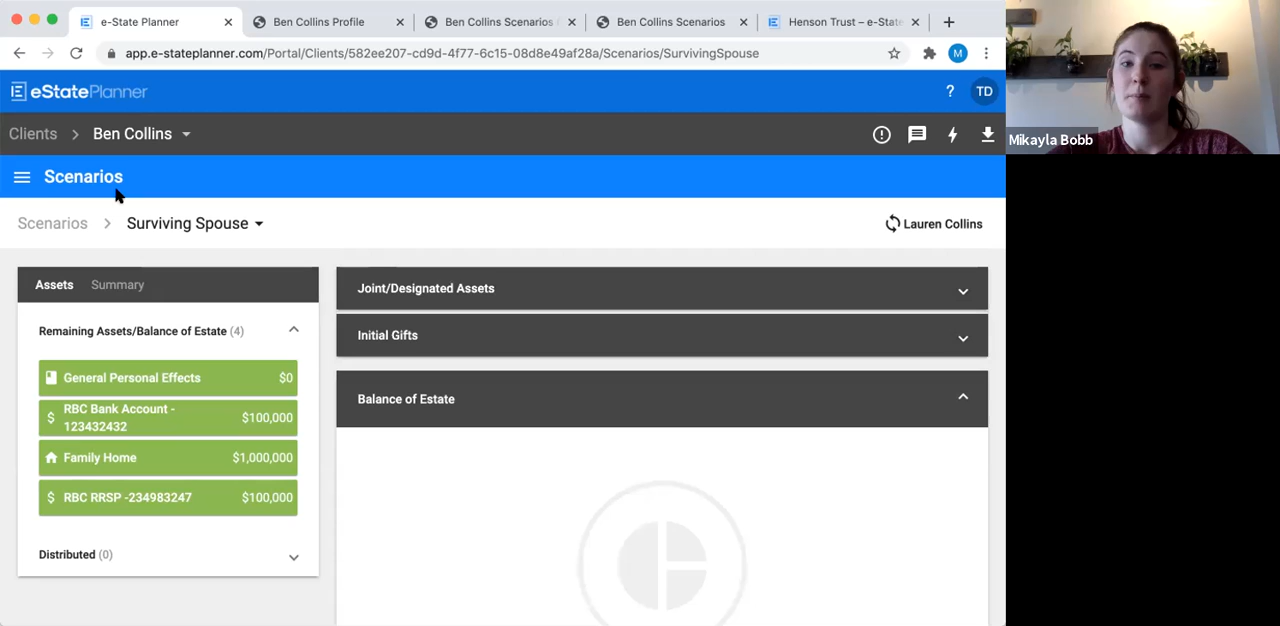 e-State Planner
Ben Collins Profile
Ben Collins Scenarios
Ben Collins Scenarios
Henson Trust – e-State
app.e-stateplanner.com/Portal/Clients/582ee207-cd9d-4f77-6c15-08d8e49af28a/Scenarios/SurvivingSpouse
M
eStatePlanner
?
TD
Clients > Ben Collins
Mikayla Bobb
Scenarios
Scenarios > Surviving Spouse
Lauren Collins
Assets Summary
Remaining Assets/Balance of Estate (4)
General Personal Effects $0
RBC Bank Account -
123432432 $100,000
Family Home $1,000,000
RBC RRSP -234983247 $100,000
Distributed (0)
Joint/Designated Assets
Initial Gifts
Balance of Estate